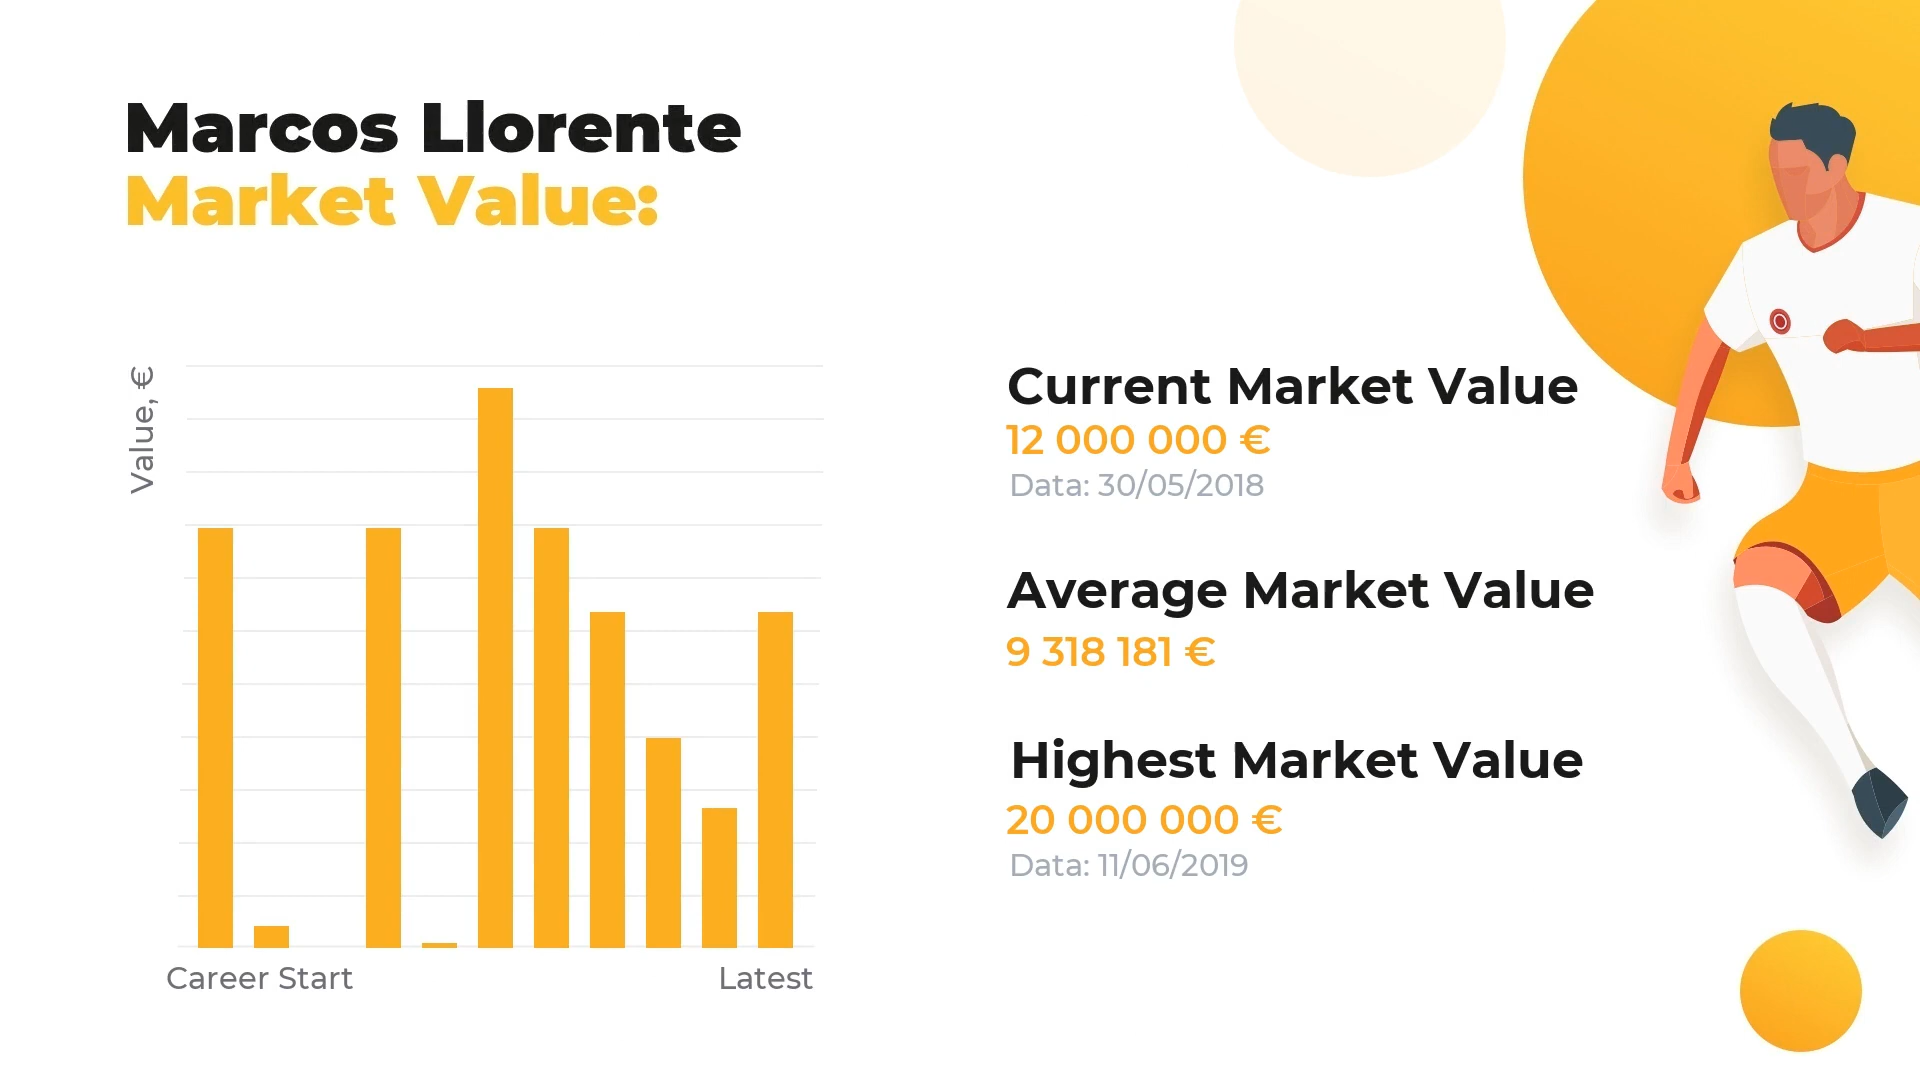 Marcos Llorente
Market Value:
Value, €
Career Start
Latest
Current Market Value
12 000 000 €
Data: 30/05/2018
Average Market Value
9 318 181 €
Highest Market Value
20 000 000 €
Data: 11/06/2019